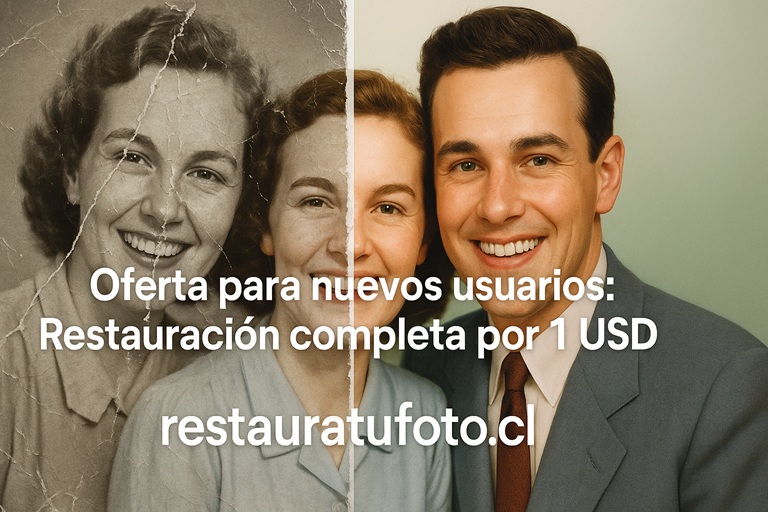 Oferta para nuevos usuarios:
Restauración completa por 1 USD
restauratufoto.cl